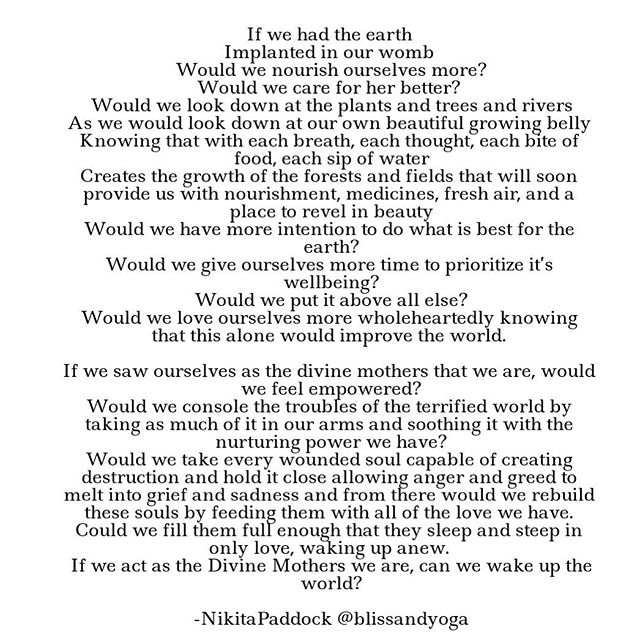 If we had the earth
Implanted in our womb
Would we nourish ourselves more?
Would we care for her better?
Would we look down at the plants and trees and rivers
As we would look down at our own beautiful growing belly
Knowing that with each breath, each thought, each bite of
food, each sip of water
Creates the growth of the forests and fields that will soon
provide us with nourishment, medicines, fresh air, and a
place to revel in beauty
Would we have more intention to do what is best for the
earth?
Would we give ourselves more time to prioritize it's
wellbeing?
Would we put it above all else?
Would we love ourselves more wholeheartedly knowing
that this alone would improve the world.

If we saw ourselves as the divine mothers that we are, would
we feel empowered?
Would we console the troubles of the terrified world by
taking as much of it in our arms and soothing it with the
nurturing power we have?
Would we take every wounded soul capable of creating
destruction and hold it close allowing anger and greed to
melt into grief and sadness and from there would we rebuild
these souls by feeding them with all of the love we have.
Could we fill them full enough that they sleep and steep in
only love, waking up anew.
If we act as the Divine Mothers we are, can we wake up the
world?

-NikitaPaddock @blissandyoga